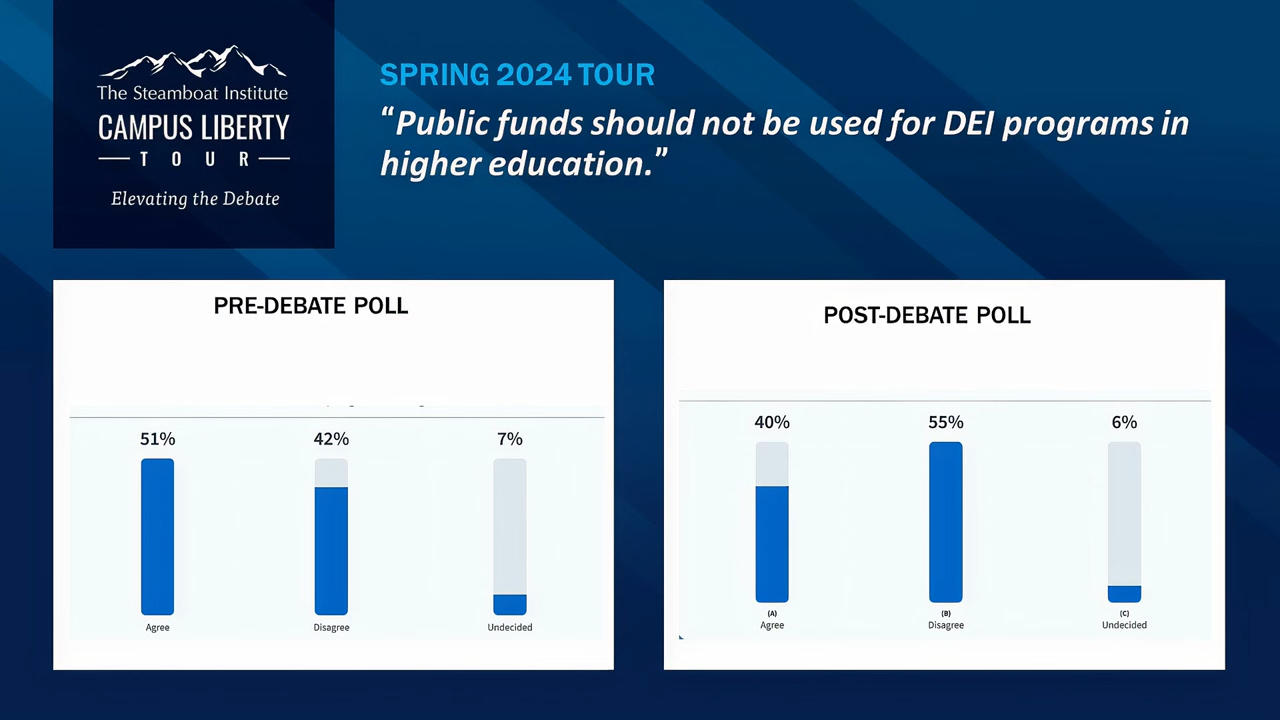 The Steamboat Institute
CAMPUS LIBERTY
TOUR
Elevating the Debate
SPRING 2024 TOUR
“Public funds should not be used for DEI programs in
higher education.”
PRE-DEBATE POLL
51% 42% 7%
Agree Disagree Undecided
POST-DEBATE POLL
40% 55% 6%
(A) (B) (C)
Agree Disagree Undecided